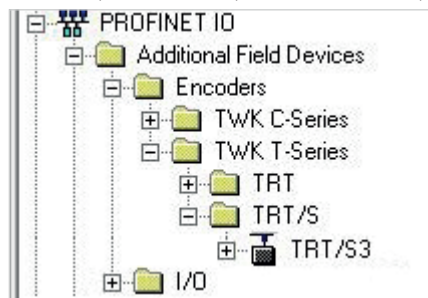 PROFINET IO
Additional Field Devices
Encoders
TWK C-Series
TWK T-Series
TRT
TRT/S
TRT/S3
I/O